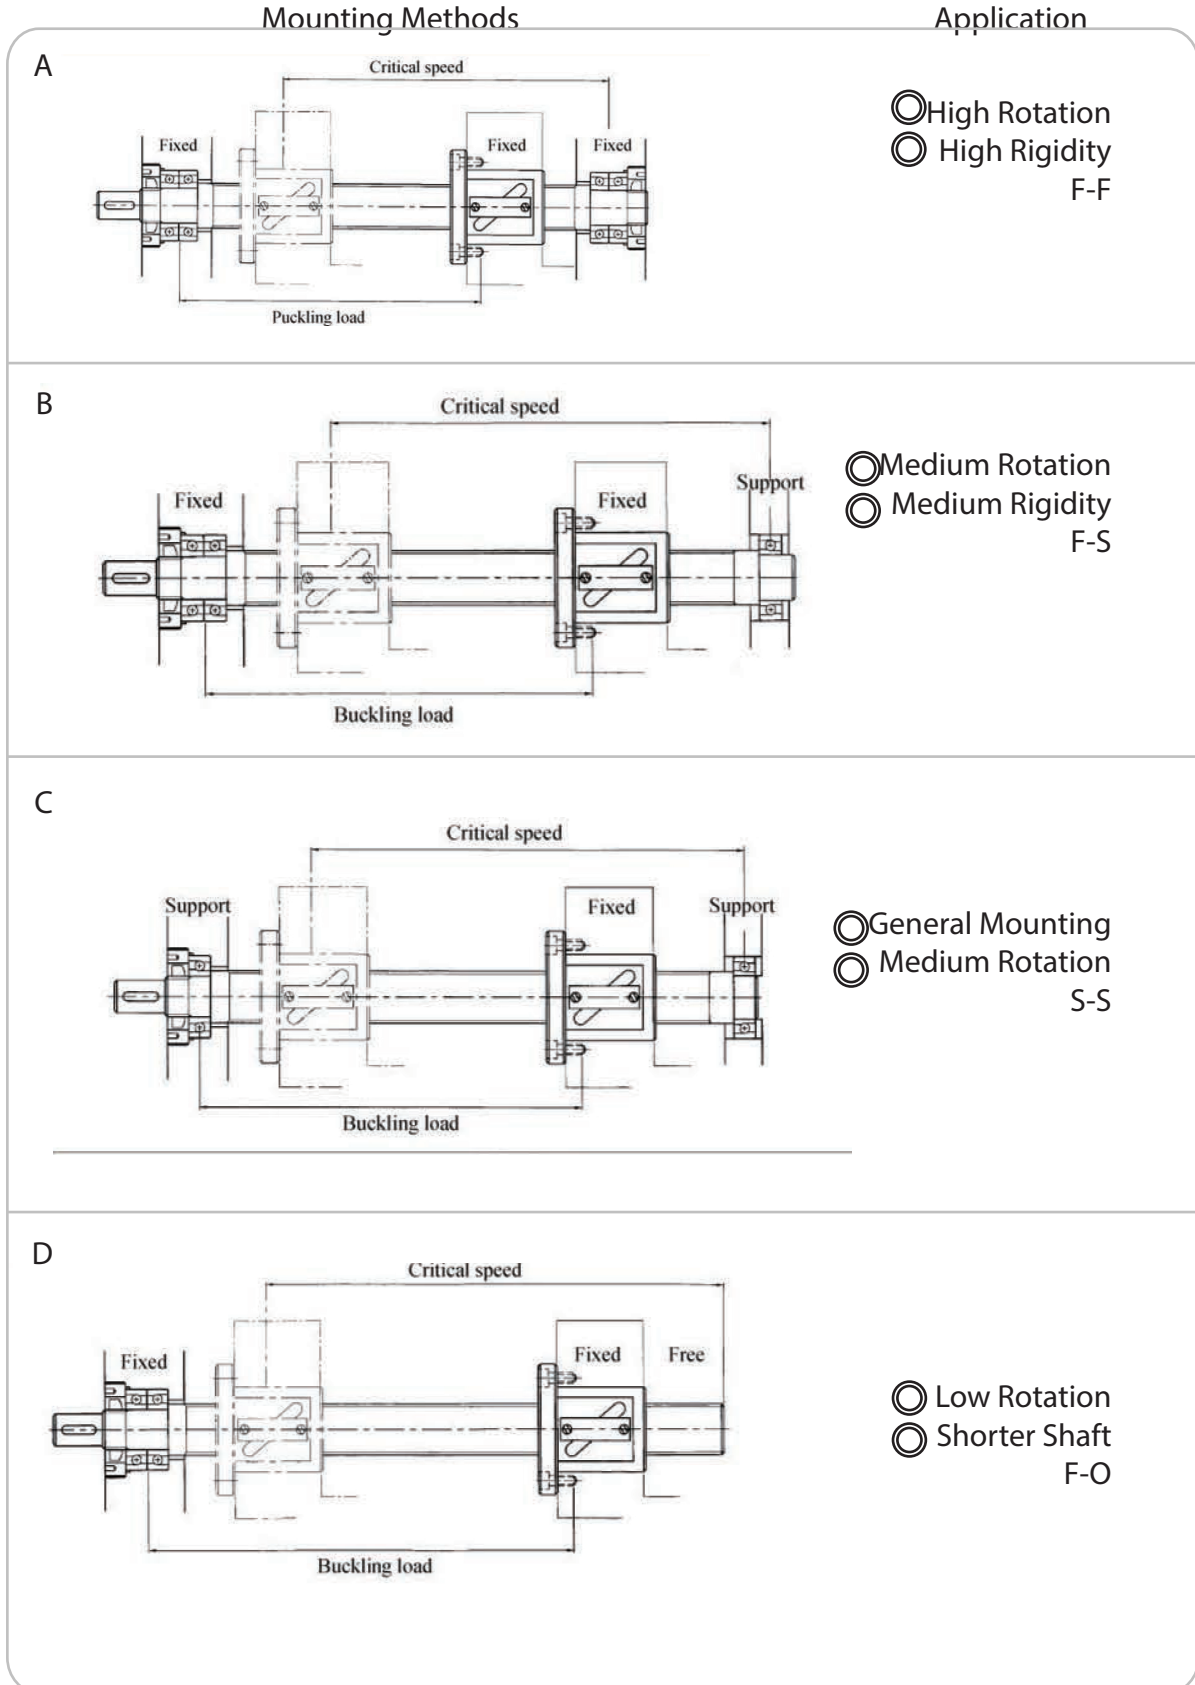 Mounting Methods
Application
A
Critical speed
Fixed
Fixed
Fixed
Puckling load
High Rotation
High Rigidity
F-F
B
Critical speed
Fixed
Fixed
Support
Buckling load
Medium Rotation
Medium Rigidity
F-S
C
Critical speed
Support
Fixed
Support
Buckling load
General Mounting
Medium Rotation
S-S
D
Critical speed
Fixed
Fixed
Free
Buckling load
Low Rotation
Shorter Shaft
F-O